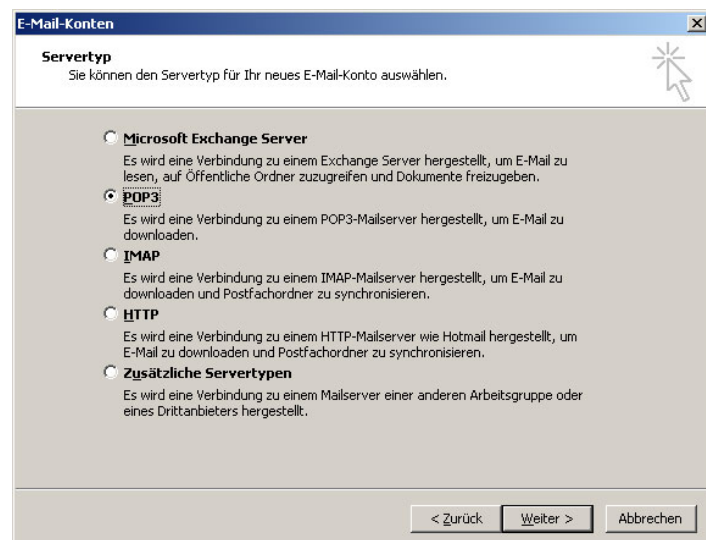 E-Mail-Konten
Servertyp
Sie können den Servertyp für Ihr neues E-Mail-Konto auswählen.
Microsoft Exchange Server
Es wird eine Verbindung zu einem Exchange Server hergestellt, um E-Mail zu
lesen, auf Öffentliche Ordner zuzugreifen und Dokumente freizugeben.
POP3
Es wird eine Verbindung zu einem POP3-Mailserver hergestellt, um E-Mail zu
downloaden.
IMAP
Es wird eine Verbindung zu einem IMAP-Mailserver hergestellt, um E-Mail zu
downloaden und Postfachordner zu synchronisieren.
HTTP
Es wird eine Verbindung zu einem HTTP-Mailserver wie Hotmail hergestellt, um
E-Mail zu downloaden und Postfachordner zu synchronisieren.
Zusätzliche Servertypen
Es wird eine Verbindung zu einem Mailserver einer anderen Arbeitsgruppe oder
eines Drittanbieters hergestellt.
< Zurück Weiter > Abbrechen